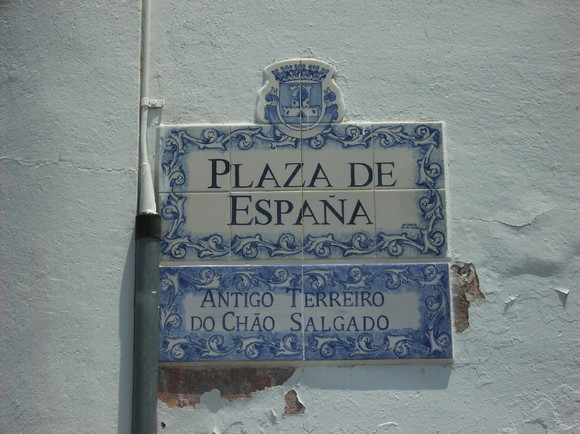 PLAZA DE
ESPAÑA
ANTIGO TERREIRO
DO CHÃO SALGADO